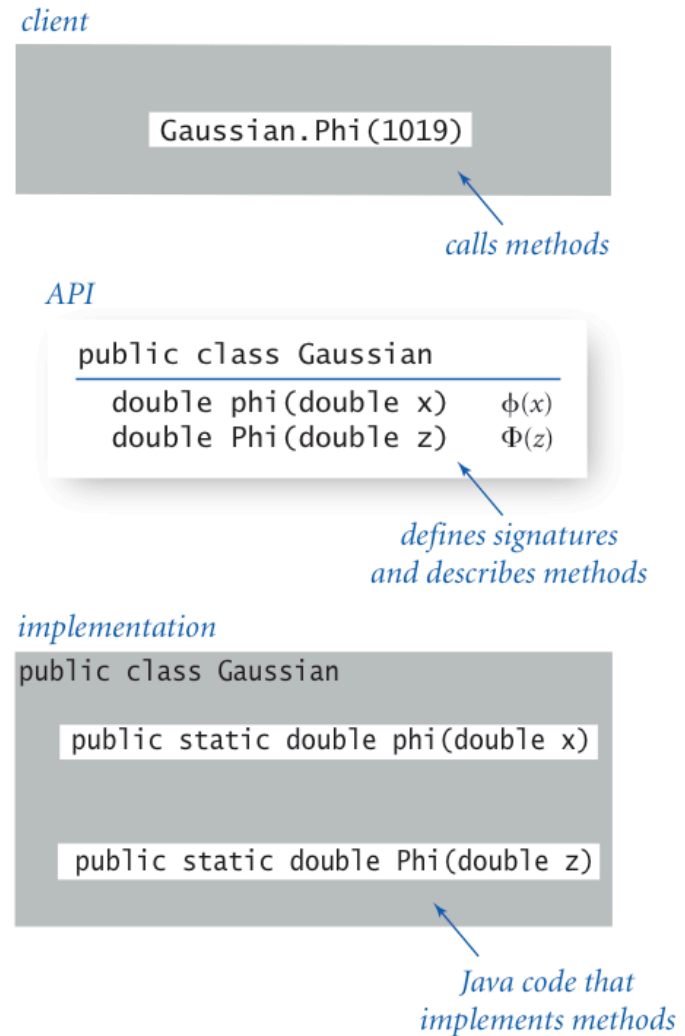 client
Gaussian.Phi(1019)
calls methods
API
public class Gaussian
double phi(double x) ϕ(x)
double Phi(double z) Φ(z)
defines signatures
and describes methods
implementation
public class Gaussian
public static double phi(double x)
public static double Phi(double z)
Java code that
implements methods